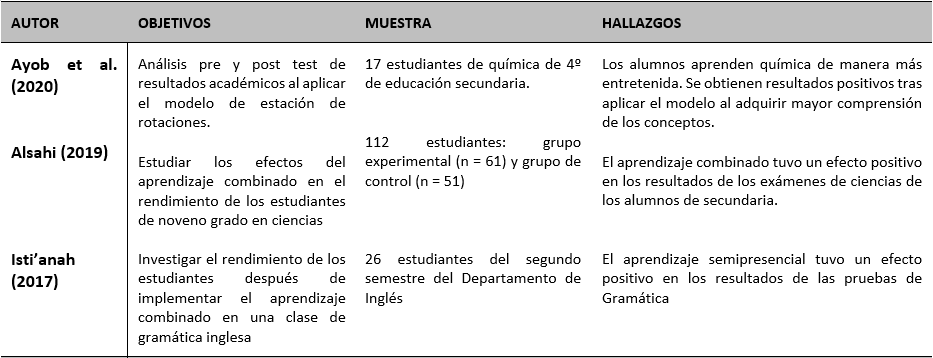 AUTOR OBJETIVOS MUESTRA HALLAZGOS
Ayob et al. (2020)
Análisis pre y post test de
resultados académicos al aplicar
el modelo de estación de
rotaciones.
17 estudiantes de química de 4º
de educación secundaria.
Los alumnos aprenden química de manera más
entretenida. Se obtienen resultados positivos tras
aplicar el modelo al adquirir mayor comprensión
de los conceptos.
Alsahi (2019)
Estudiar los efectos del
aprendizaje combinado en el
rendimiento de los estudiantes
de noveno grado en ciencias
112 estudiantes: grupo
experimental (n = 61) y grupo de
control (n = 51)
El aprendizaje combinado tuvo un efecto positivo
en los resultados de los exámenes de ciencias de
los alumnos de secundaria.
Isti’anah
(2017)
Investigar el rendimiento de los
estudiantes después de
implementar el aprendizaje
combinado en una clase de
gramática inglesa
26 estudiantes del segundo
semestre del Departamento de
Inglés
El aprendizaje semipresencial tuvo un efecto
positivo en los resultados de las pruebas de
Gramática